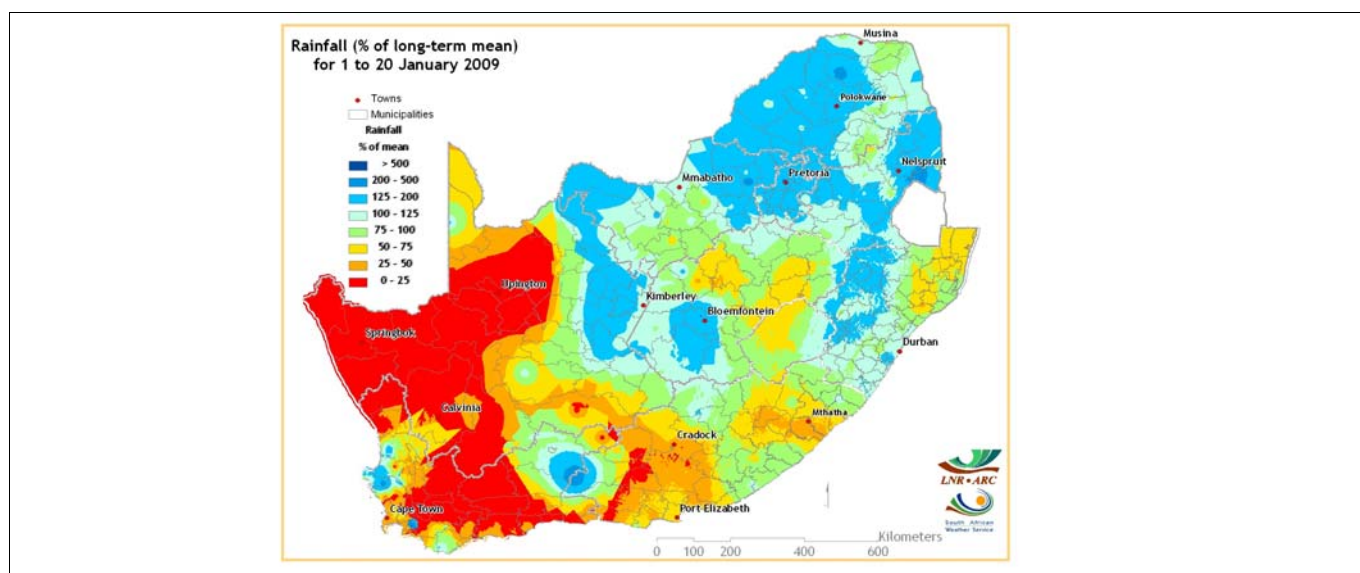 Rainfall (% of long-term mean)
for 1 to 20 January 2009
Towns
Municipalities
Rainfall
% of mean
> 500
200 - 500
125 - 200
100 - 125
75 - 100
50 - 75
25 - 50
0 - 25
Musina
Polokwane
Nelspruit
Mmabatho
Pretoria
Upington
Kimberley
Bloemfontein
Springbok
Durban
Calvinia
Mthatha
Cradock
Cape Town
Port-Elizabeth
LNR•ARC
South African
Weather Service
Kilometers
0 100 200 400 600